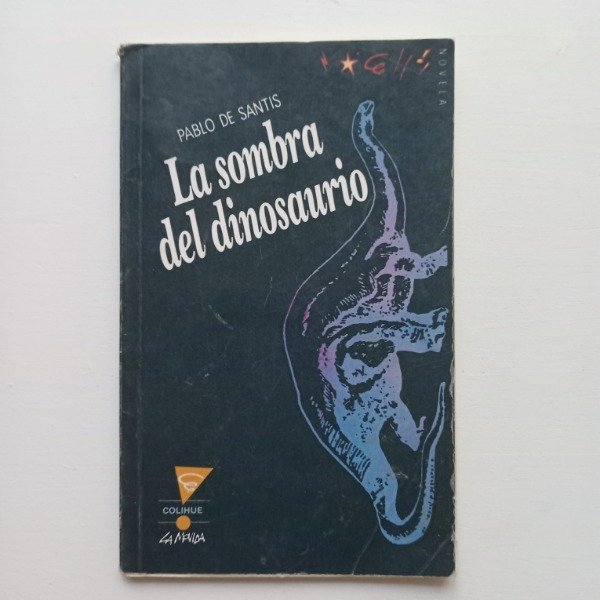 NOVELA
PABLO DE SANTIS
La sombra
del dinosaurio
COLIHUE
LA MOVIDA